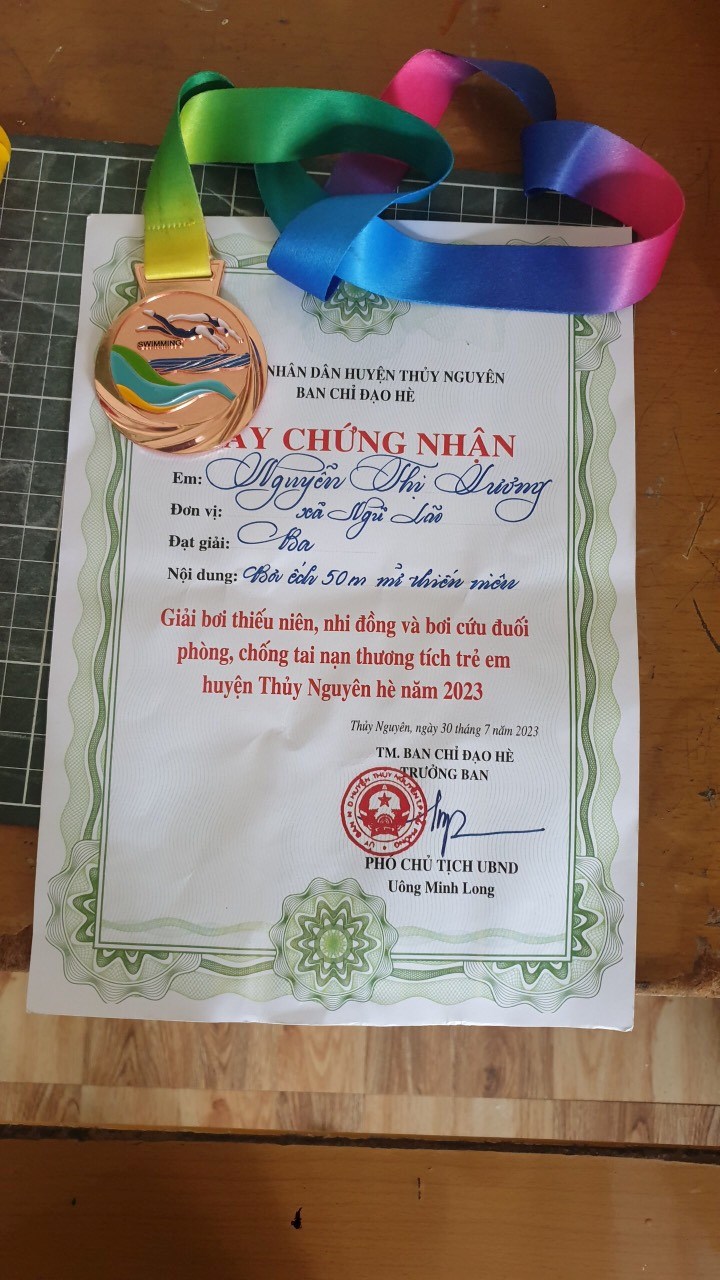 SWIMMING
NHÂN DÂN HUYỆN THỦY NGUYÊN
BAN CHỈ ĐẠO HÈ
ẤY CHỨNG NHẬN
Em: Nguyễn Thị Lương
Đơn vị: xã Ngũ Lão
Đạt giải: Ba
Nội dung: Bơi ếch 50m nữ thiếu niên
Giải bơi thiếu niên, nhi đồng và bơi cứu đuối
phòng, chống tai nạn thương tích trẻ em
huyện Thủy Nguyên hè năm 2023
Thủy Nguyên, ngày 30 tháng 7 năm 2023
TM. BAN CHỈ ĐẠO HÈ
TRƯỞNG BAN
PHÓ CHỦ TỊCH UBND
Uông Minh Long